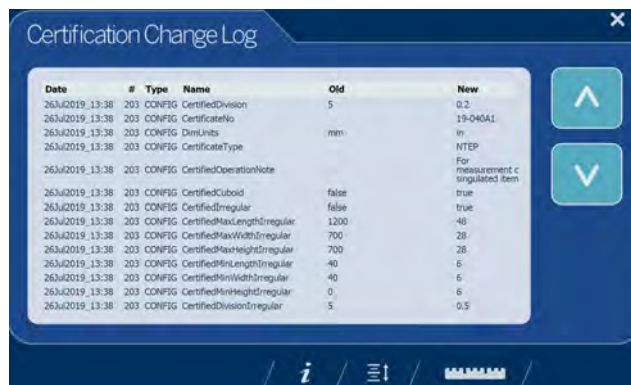 Certification Change Log
Date # Type Name Old New
26Jul2019_13:38 203 CONFIG CertifiedDivision 5 0.2
26Jul2019_13:38 203 CONFIG CertificateNo 19-040A1
26Jul2019_13:38 203 CONFIG DimUnits mm in
26Jul2019_13:38 203 CONFIG CertificateType NTEP
26Jul2019_13:38 203 CONFIG CertifiedOperationNote For
measurement c
singulated item
26Jul2019_13:38 203 CONFIG CertifiedCuboid false true
26Jul2019_13:38 203 CONFIG CertifiedIrregular false true
26Jul2019_13:38 203 CONFIG CertifiedMaxLengthIrregular 1200 48
26Jul2019_13:38 203 CONFIG CertifiedMaxWidthIrregular 700 28
26Jul2019_13:38 203 CONFIG CertifiedMaxHeightIrregular 700 28
26Jul2019_13:38 203 CONFIG CertifiedMinLengthIrregular 40 6
26Jul2019_13:38 203 CONFIG CertifiedMinWidthIrregular 40 6
26Jul2019_13:38 203 CONFIG CertifiedMinHeightIrregular 0 6
26Jul2019_13:38 203 CONFIG CertifiedDivisionIrregular 5 0.5